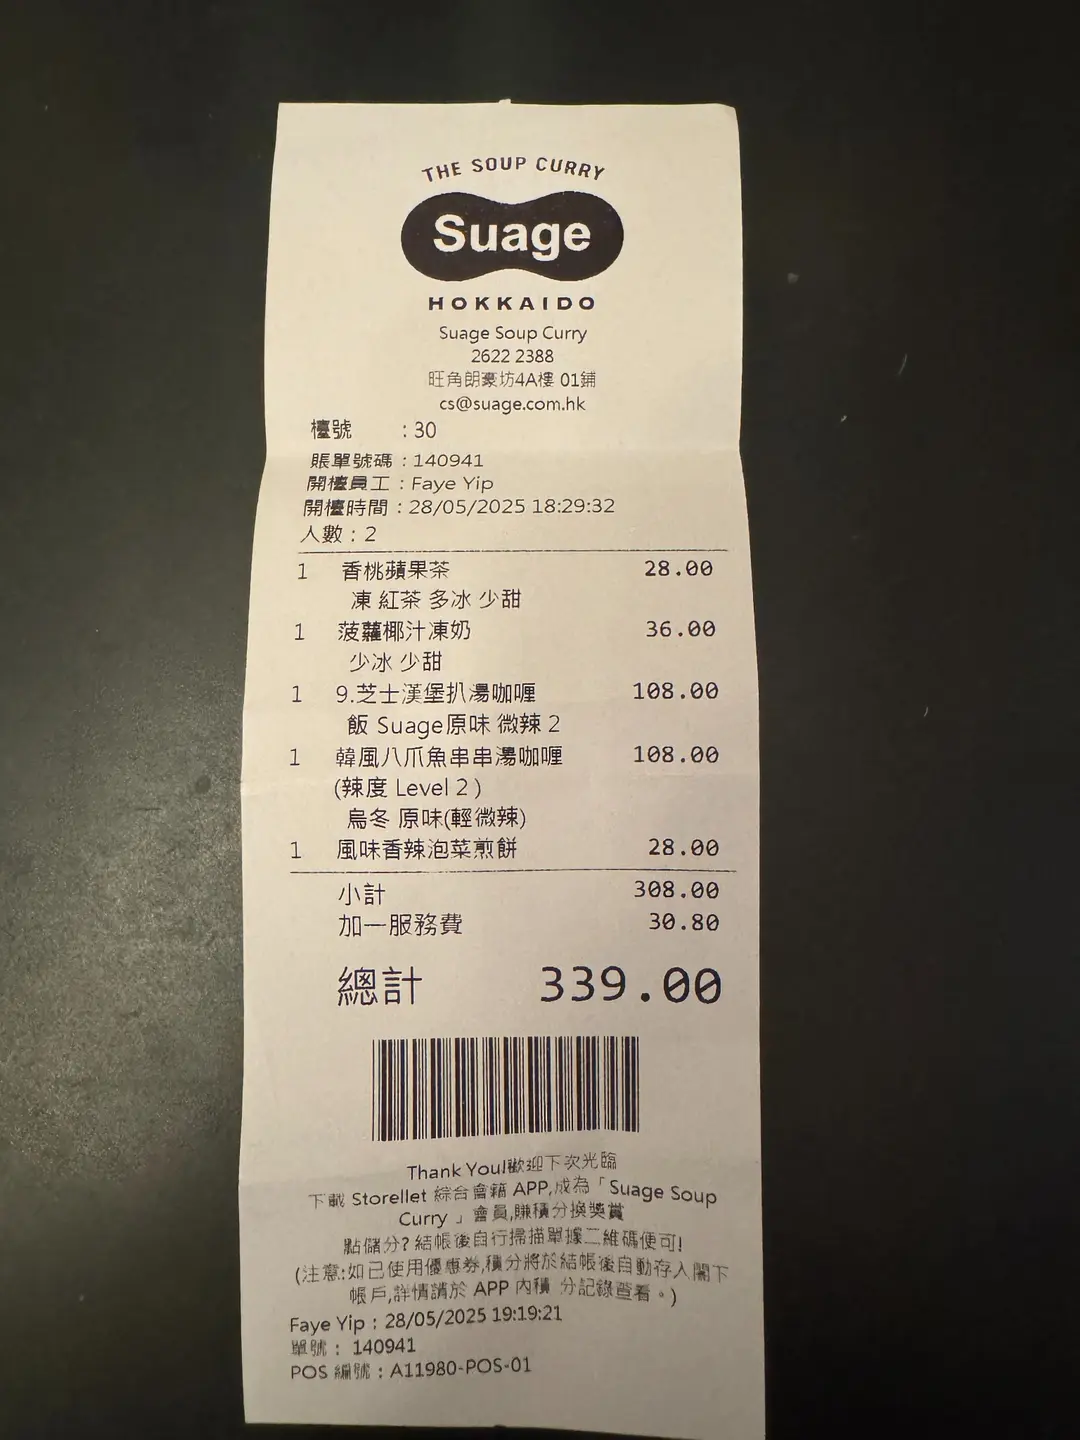 THE SOUP CURRY
Suage
HOKKAIDO
Suage Soup Curry
2622 2388
旺角朗豪坊4A樓 01鋪
cs@suage.com.hk
檯號 : 30
賬單號碼 : 140941
開檯員工 : Faye Yip
開檯時間 : 28/05/2025 18:29:32
人數 : 2
1 香桃蘋果茶 28.00
凍 紅茶 多冰 少甜
1 菠蘿椰汁凍奶 36.00
少冰 少甜
1 9.芝士漢堡扒湯咖喱 108.00
飯 Suage原味 微辣 2
1 韓風八爪魚串串湯咖喱 108.00
(辣度 Level 2 )
烏冬 原味(輕微辣)
1 風味香辣泡菜煎餅 28.00
小計 308.00
加一服務費 30.80
總計 339.00
Thank You!歡迎下次光臨
下載 Storellet 綜合會籍 APP,成為「Suage Soup
Curry 」會員,賺積分換獎賞
點儲分? 結帳後自行掃描單據二維碼便可!
(注意:如已使用優惠券,積分將於結帳後自動存入閣下
帳戶,詳情請於 APP 內積 分記錄查看。)
Faye Yip : 28/05/2025 19:19:21
單號 : 140941
POS 編號 : A11980-POS-01